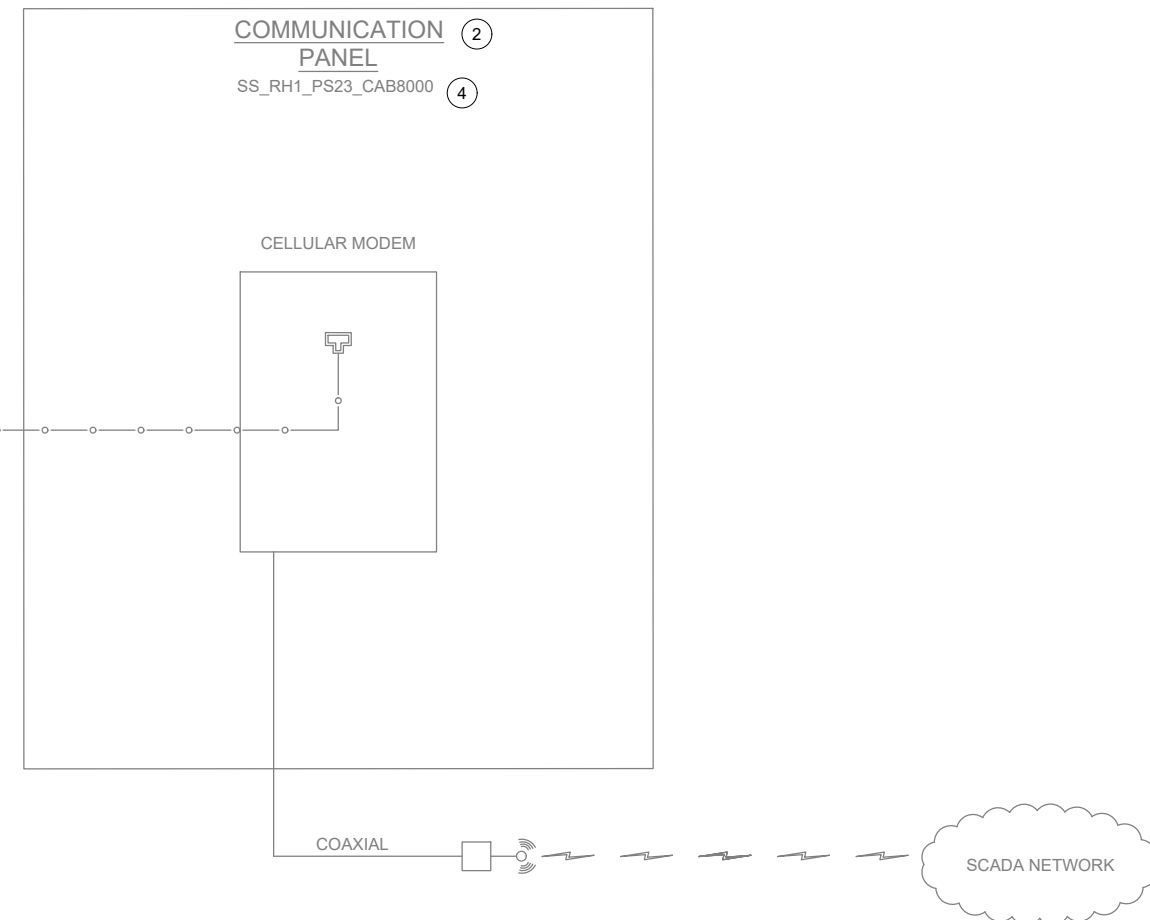 COMMUNICATION 2
PANEL
SS_RH1_PS23_CAB8000 4
CELLULAR MODEM
COAXIAL
SCADA NETWORK